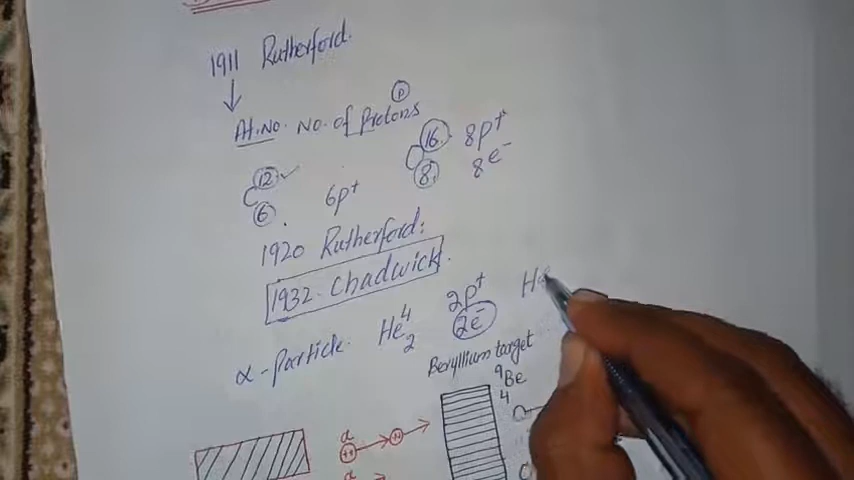 1911 Rutherford.
At.No. No. of Protons P
C 12 6 6p+ O 16 8 8p+ 8e-
1920 Rutherford:
1932 - Chadwick.
α-particle. He 4 2 2p+ 2e- He
Beryllium target
9 4 Be
α ++ n
α